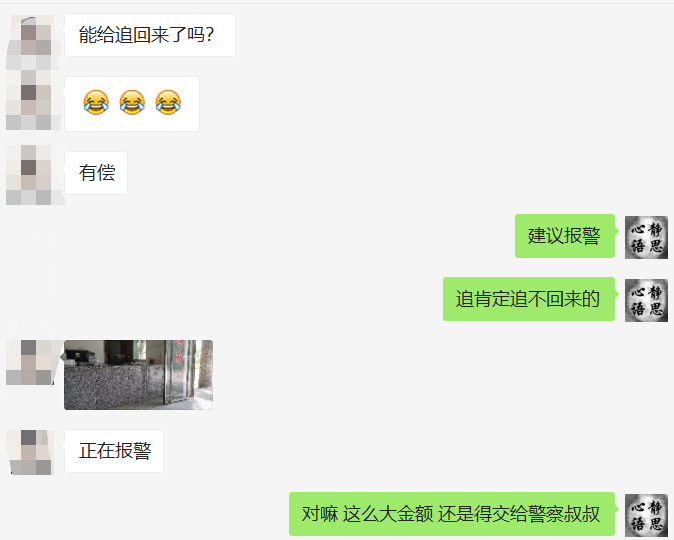 能给追回来了吗？
😂😂😂
有偿
建议报警
心静
语思
追肯定追不回来的
心静
语思
正在报警
对嘛 这么大金额 还是得交给警察叔叔
心静
语思